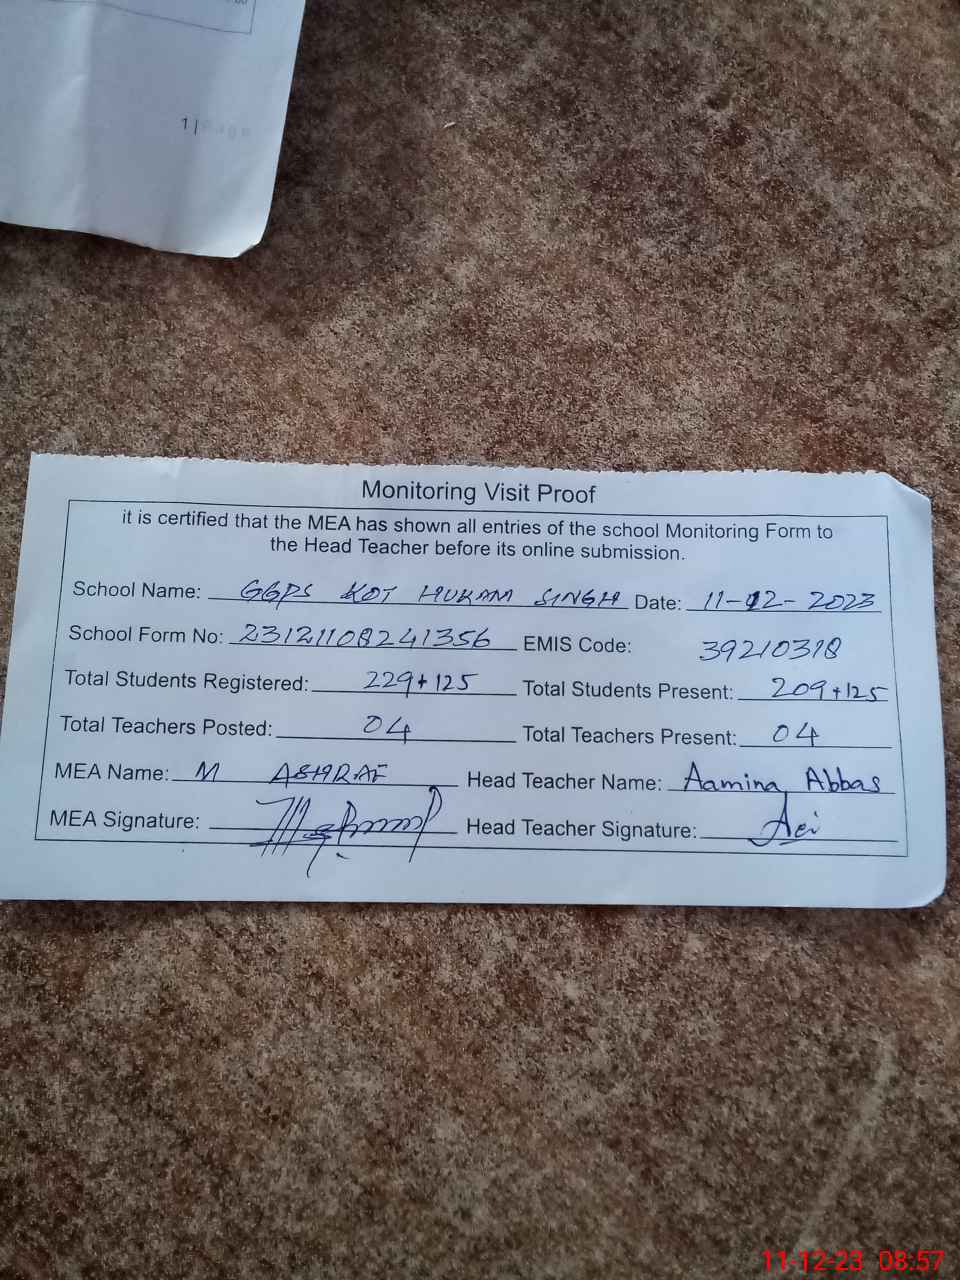 1|
Monitoring Visit Proof
it is certified that the MEA has shown all entries of the school Monitoring Form to
the Head Teacher before its online submission.
School Name: GGPS KOT HUKAM SINGH Date: 11-12-2023
School Form No: 23121108241356 EMIS Code: 39210318
Total Students Registered: 229+125 Total Students Present: 209+125
Total Teachers Posted: 04 Total Teachers Present: 04
MEA Name: M ASHRAF Head Teacher Name: Aamina Abbas
MEA Signature: Head Teacher Signature:
11-12-23 08:57